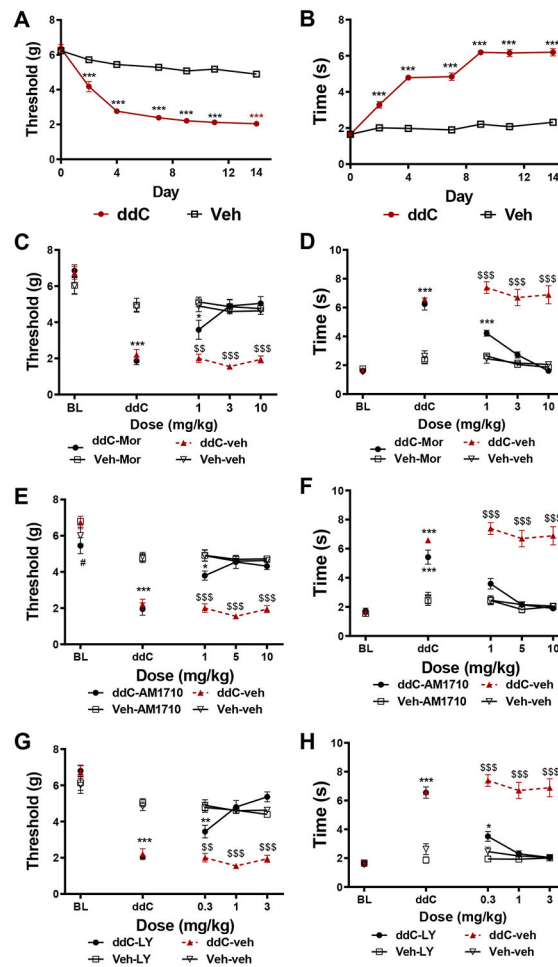 A
Threshold (g)
8
6
4
2
0
***
***
***
***
***
***
0
4
8
11
14
Day
ddC
Veh
B
Time (s)
8
6
4
2
0
***
***
***
***
***
***
0
2
4
8
11
14
Day
ddC
Veh
C
Threshold (g)
8
6
4
2
0
***
*
$$
$$$
$$$
BL
ddC
1
3
10
Dose (mg/kg)
ddC-Mor
ddC-veh
Veh-Mor
Veh-veh
D
Time (s)
10
8
6
4
2
0
***
***
$$$
$$$
$$$
BL
ddC
1
3
10
Dose (mg/kg)
ddC-Mor
ddC-veh
Veh-Mor
Veh-veh
E
Threshold (g)
8
6
4
2
0
#
***
*
$$$
$$$
$$$
BL
ddC
1
5
10
Dose (mg/kg)
ddC-AM1710
ddC-veh
Veh-AM1710
Veh-veh
F
Time (s)
10
8
6
4
2
0
***
***
$$$
$$$
$$$
BL
ddC
1
5
10
Dose (mg/kg)
ddC-AM1710
ddC-veh
Veh-AM1710
Veh-veh
G
Threshold (g)
8
6
4
2
0
***
**
$$
$$$
$$$
BL
ddC
0.3
1
3
Dose (mg/kg)
ddC-LY
ddC-veh
Veh-LY
Veh-veh
H
Time (s)
10
8
6
4
2
0
***
*
$$$
$$$
$$$
BL
ddC
0.3
1
3
Dose (mg/kg)
ddC-LY
ddC-veh
Veh-LY
Veh-veh